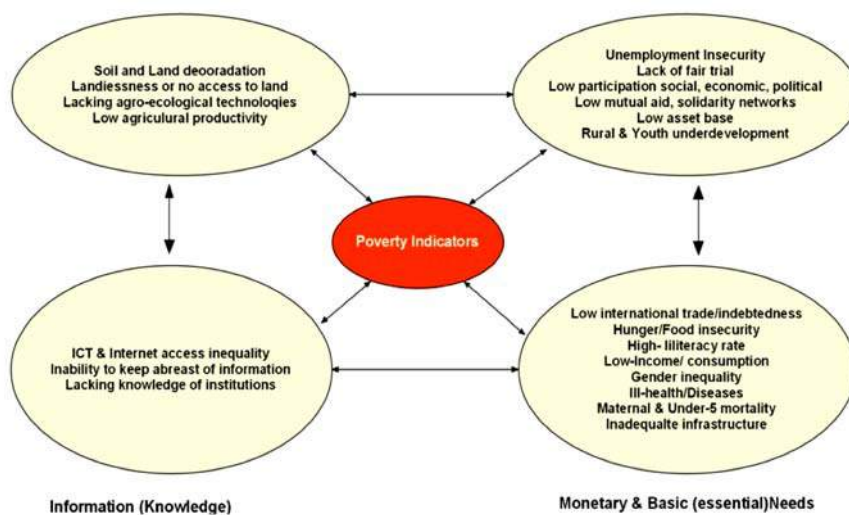 Soil and Land deooradation
Landiessness or no access to land
Lacking agro-ecological technologies
Low agriculural productivity
Unemployment Insecurity
Lack of fair trial
Low participation social, economic, political
Low mutual aid, solidarity networks
Low asset base
Rural & Youth underdevelopment
Poverty Indicators
ICT & Internet access inequality
Inability to keep abreast of information
Lacking knowledge of institutions
Low international trade/indebtedness
Hunger/Food insecurity
High- Iiliteracy rate
Low-Income/ consumption
Gender inequality
Ill-health/Diseases
Maternal & Under-5 mortality
Inadequalte infrastructure
Information (Knowledge)
Monetary & Basic (essential)Needs